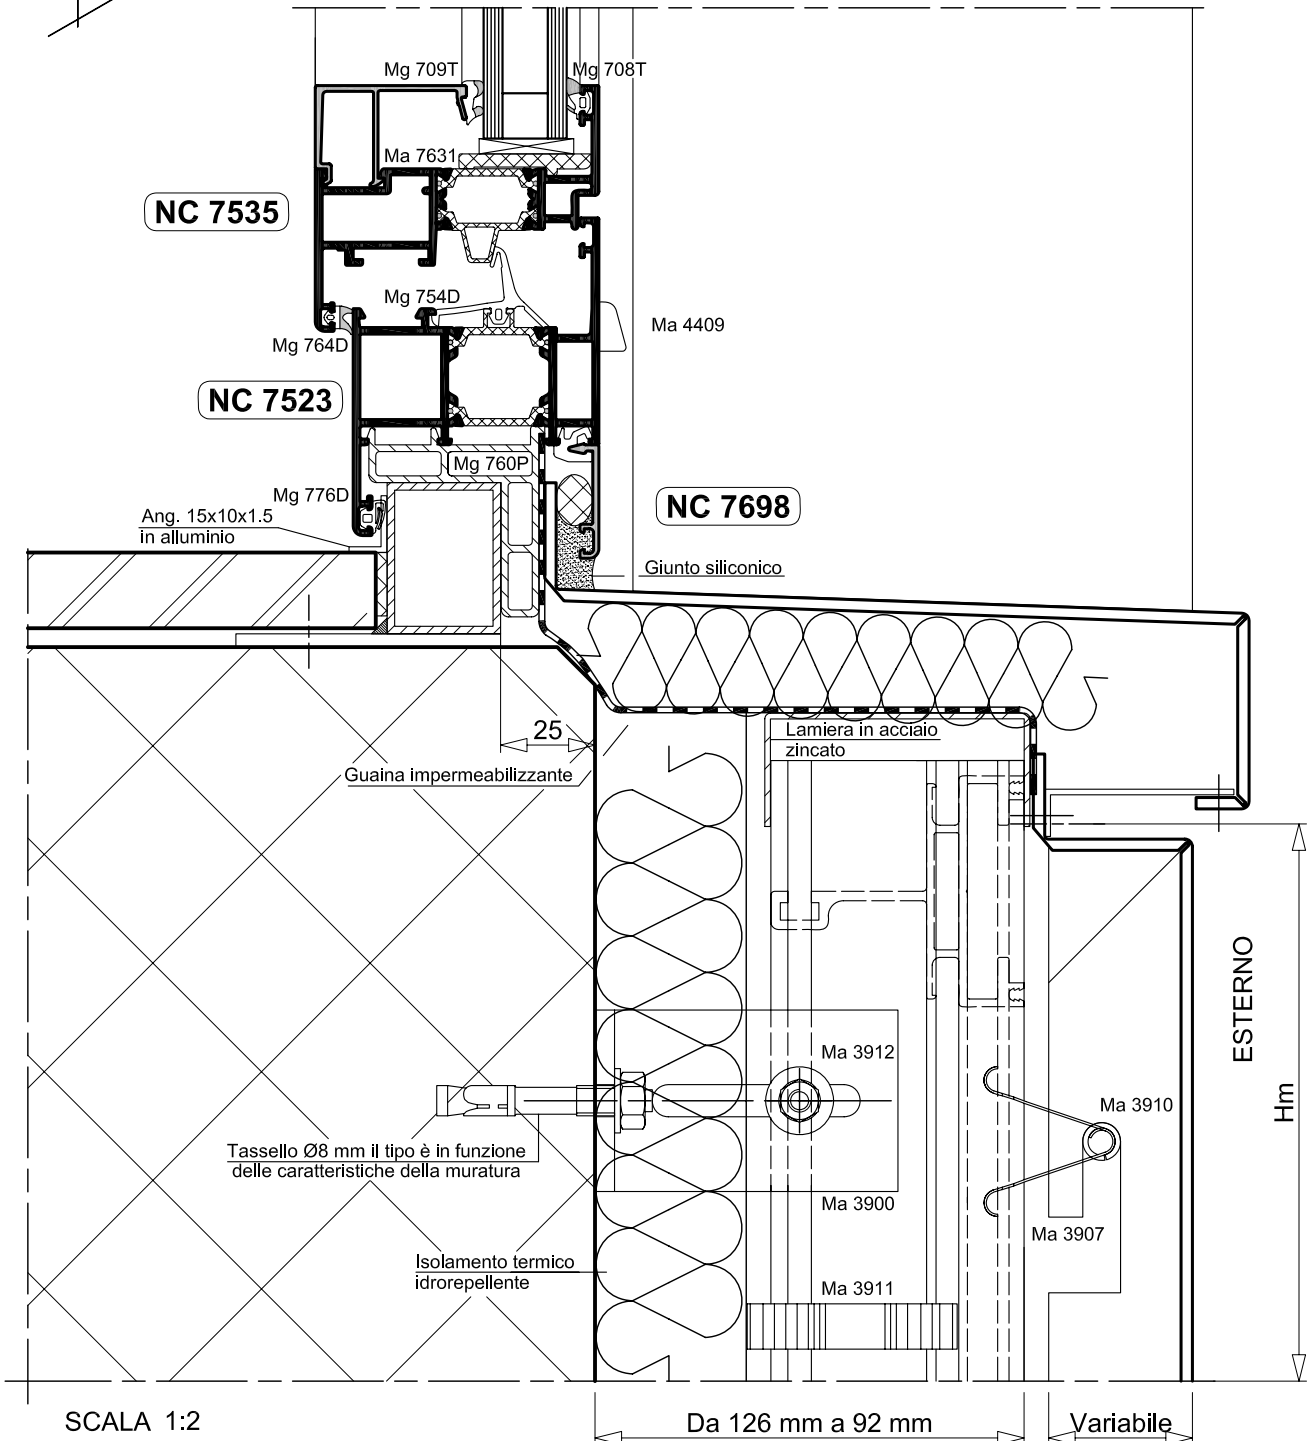 Mg 709T
Mg 708T
Ma 7631
NC 7535
Mg 754D
Ma 4409
Mg 764D
NC 7523
Mg 760P
Mg 776D
NC 7698
Ang. 15x10x1.5
in alluminio
Giunto siliconico
25
Lamiera in acciaio
zincato
Guaina impermeabilizzante
ESTERNO
Hm
Ma 3912
Ma 3910
Tassello Ø8 mm il tipo è in funzione
delle caratteristiche della muratura
Ma 3900
Ma 3907
Isolamento termico
idrorepellente
Ma 3911
SCALA 1:2
Da 126 mm a 92 mm
Variabile